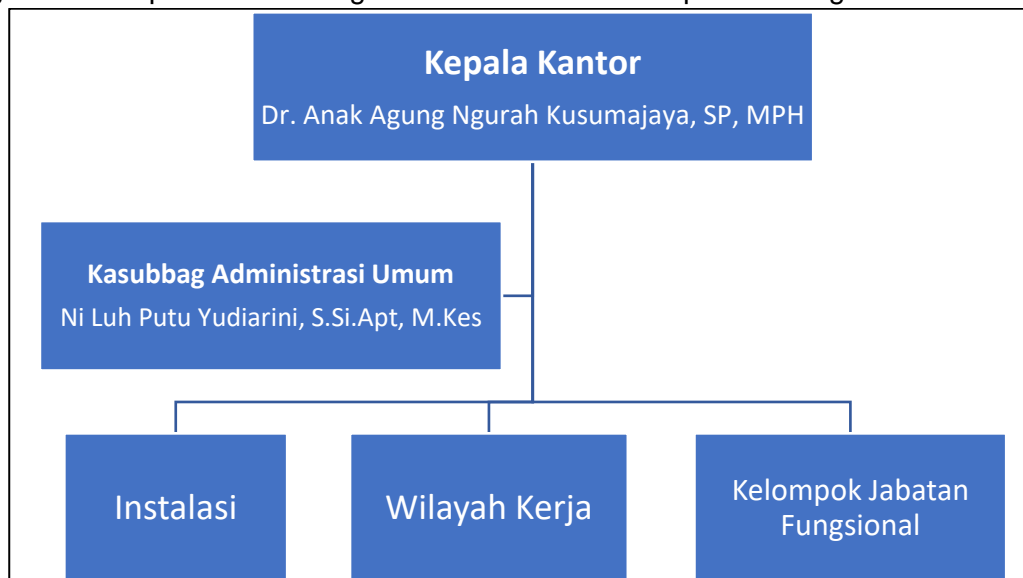 Kepala Kantor
Dr. Anak Agung Ngurah Kusumajaya, SP, MPH
Kasubbag Administrasi Umum
Ni Luh Putu Yudiarini, S.Si.Apt, M.Kes
Instalasi
Wilayah Kerja
Kelompok Jabatan
Fungsional